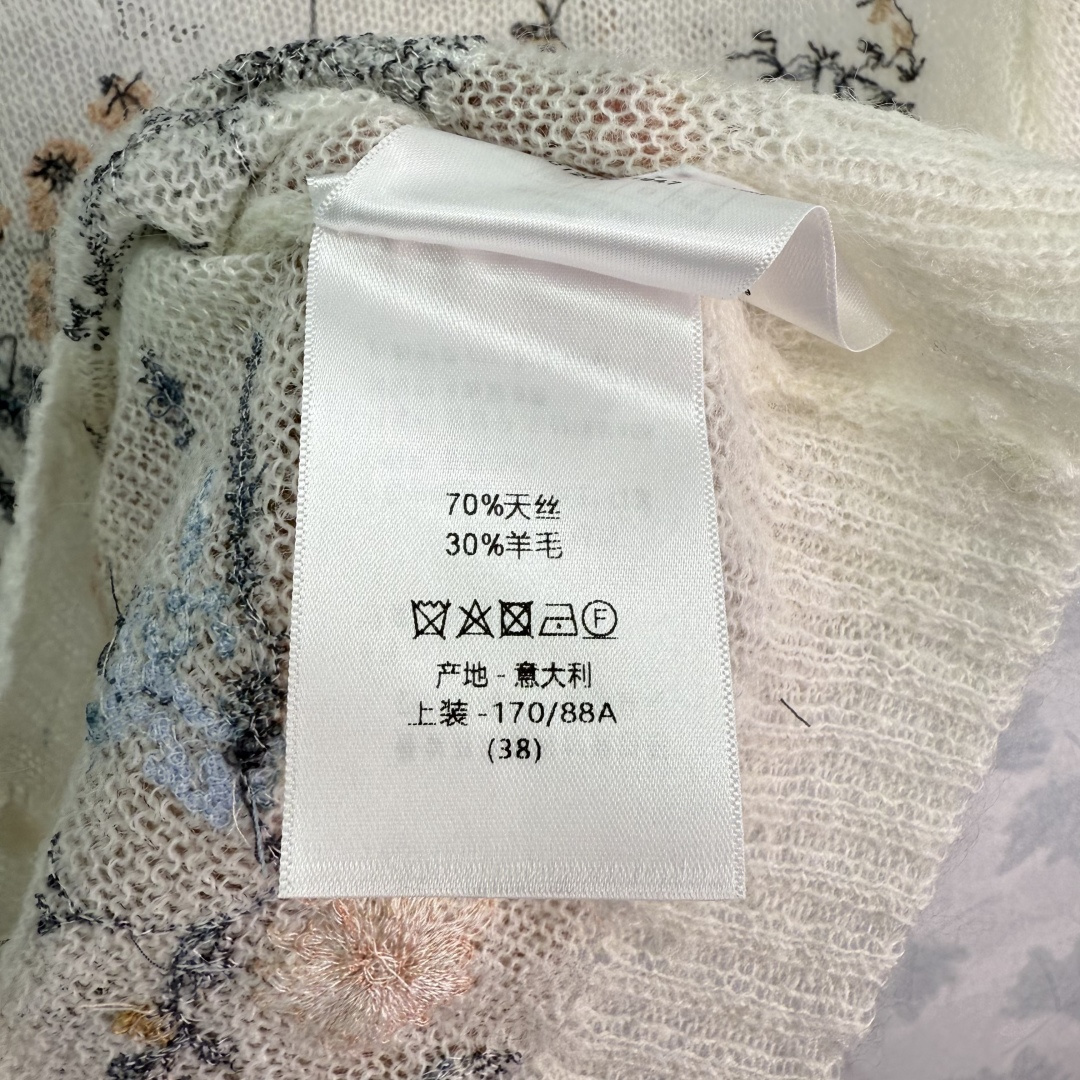 70%天丝
30%羊毛
F
产地 - 意大利
上装 -170/88A
(38)